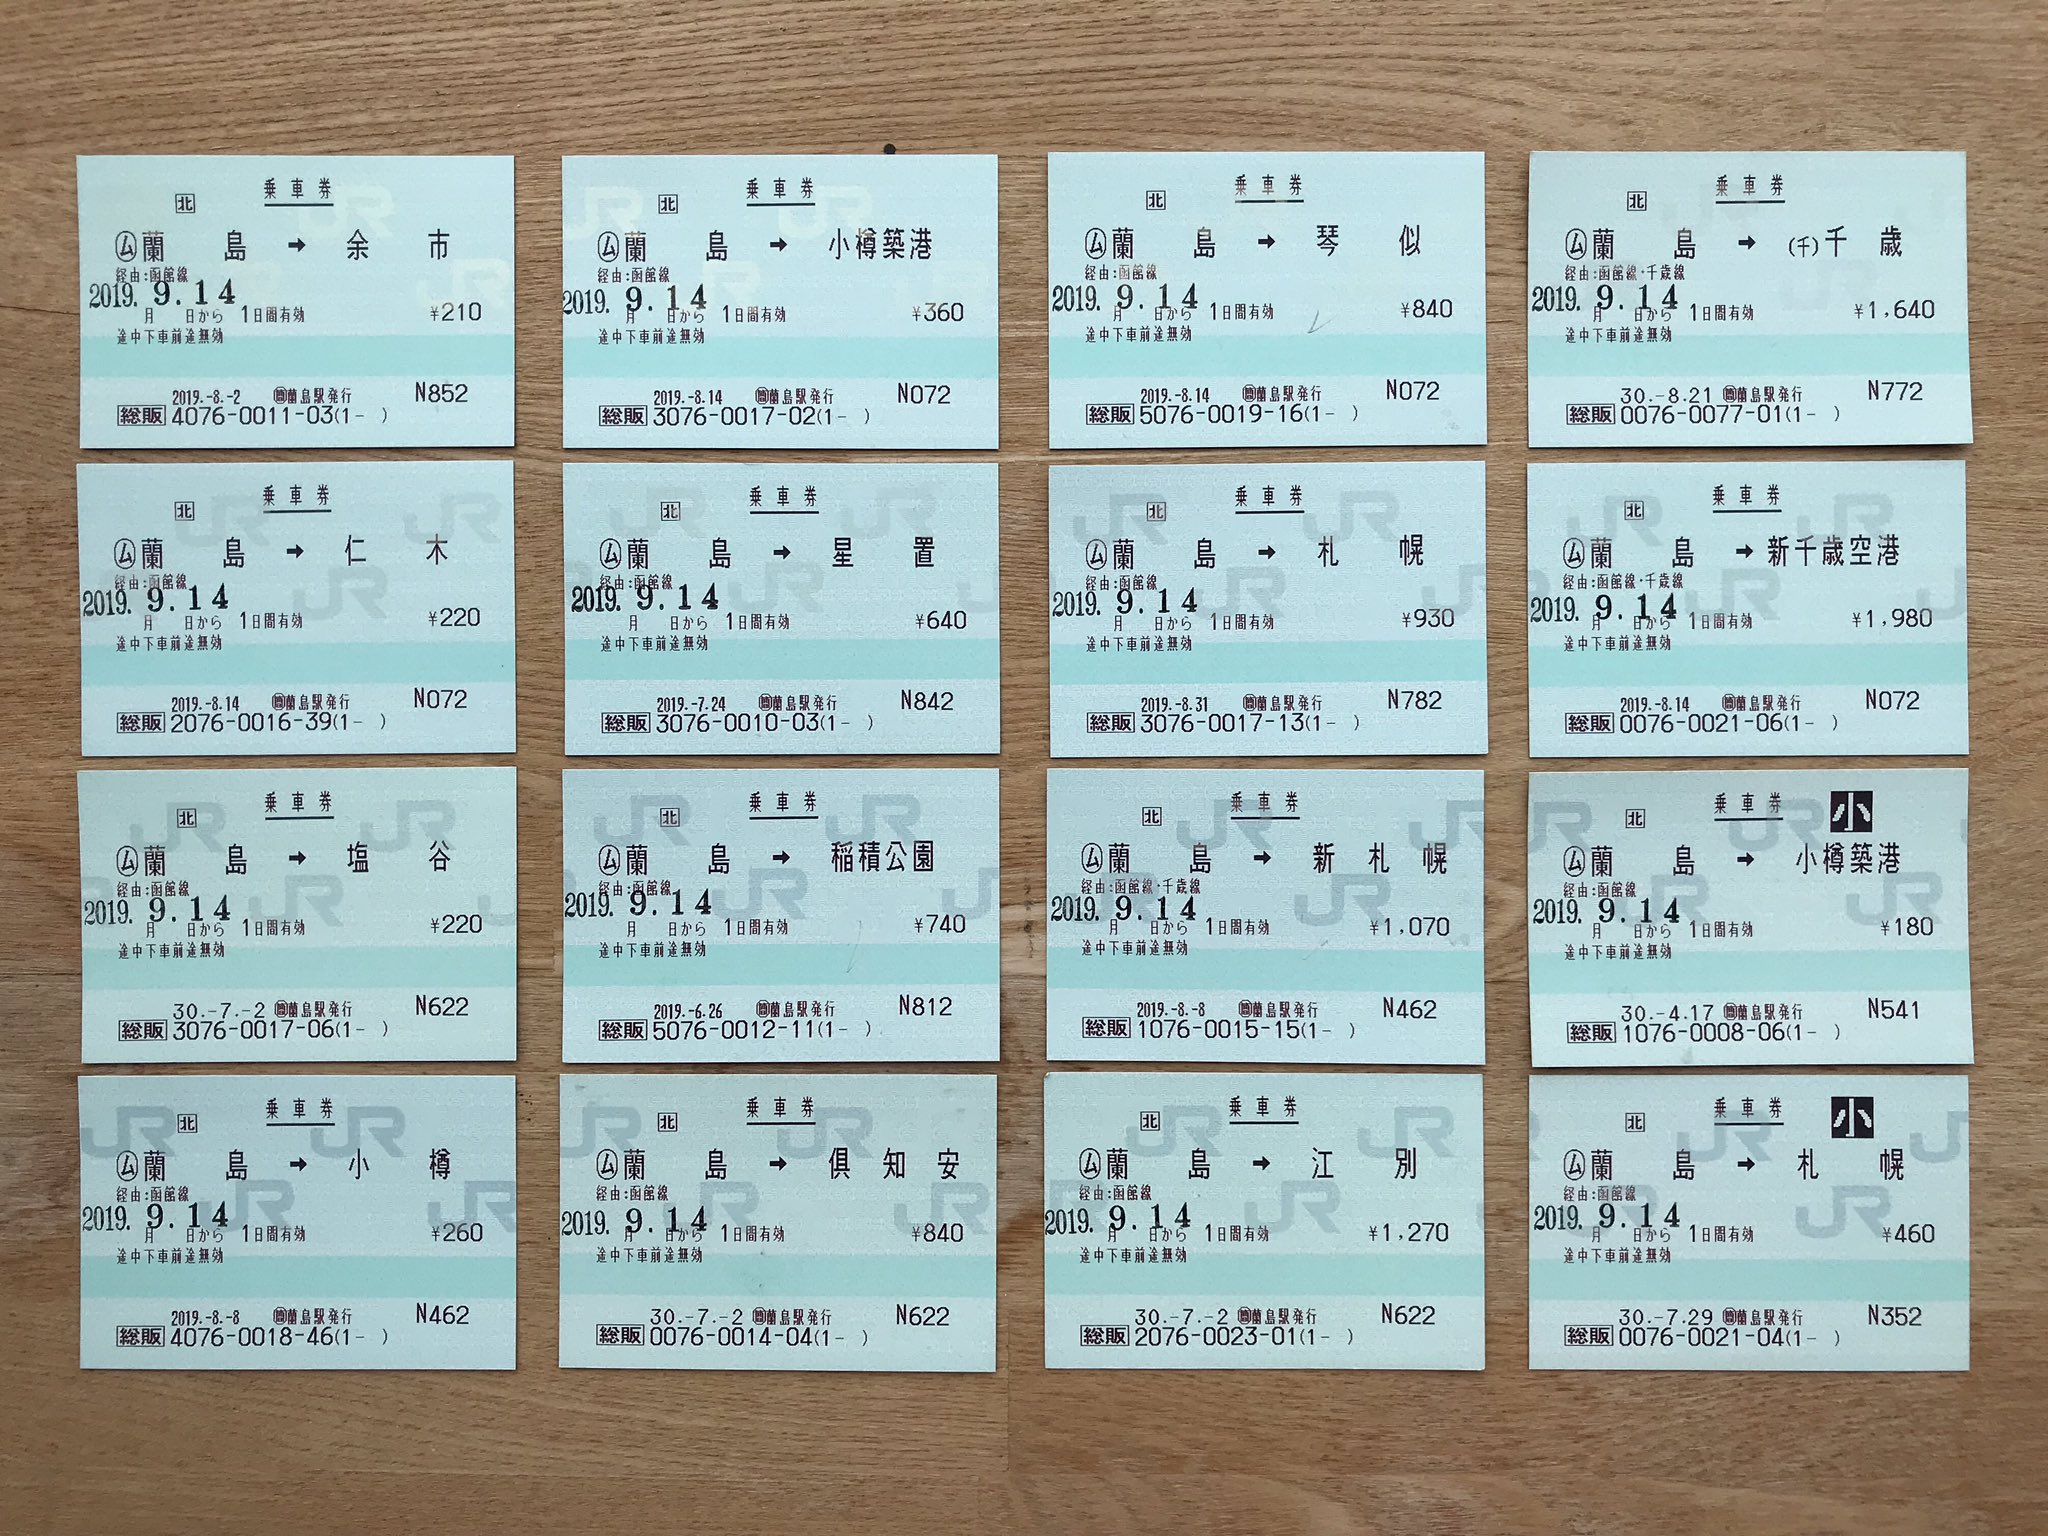 乗車券
北
ム 蘭島 ➡ 余市
経由:函館線
2019. 9.14
月 日から 1日間有効 ¥210
途中下車前途無効
2019.-8.-2 簡蘭島駅発行 N852
総販 4076-0011-03(1- )
乗車券
北
ム 蘭島 ➡ 小樽築港
経由:函館線
2019. 9.14
月 日から 1日間有効 ¥360
途中下車前途無効
2019.-8.14 簡蘭島駅発行 N072
総販 3076-0017-02(1- )
乗車券
北
ム 蘭島 ➡ 琴似
経由:函館線
2019. 9.14
月 日から 1日間有効 ¥840
途中下車前途無効
2019.-8.14 簡蘭島駅発行 N072
総販 5076-0019-16(1- )
乗車券
北
ム 蘭島 ➡ (千)千歳
経由:函館線・千歳線
2019. 9.14
月 日から 1日間有効 ¥1,640
途中下車前途無効
30.-8.21 簡蘭島駅発行 N772
総販 0076-0077-01(1- )
乗車券
北
ム 蘭島 ➡ 仁木
経由:函館線
2019. 9.14
月 日から 1日間有効 ¥220
途中下車前途無効
2019.-8.14 簡蘭島駅発行 N072
総販 2076-0016-39(1- )
乗車券
北
ム 蘭島 ➡ 星置
経由:函館線
2019. 9.14
月 日から 1日間有効 ¥640
途中下車前途無効
2019.-7.24 簡蘭島駅発行 N842
総販 3076-0010-03(1- )
乗車券
北
ム 蘭島 ➡ 札幌
経由:函館線
2019. 9.14
月 日から 1日間有効 ¥930
途中下車前途無効
2019.-8.31 簡蘭島駅発行 N782
総販 3076-0017-13(1- )
乗車券
北
ム 蘭島 ➡ 新千歳空港
経由:函館線・千歳線
2019. 9.14
月 日から 1日間有効 ¥1,980
途中下車前途無効
2019.-8.14 簡蘭島駅発行 N072
総販 0076-0021-06(1- )
乗車券
北
ム 蘭島 ➡ 塩谷
経由:函館線
2019. 9.14
月 日から 1日間有効 ¥220
途中下車前途無効
30.-7.-2 簡蘭島駅発行 N622
総販 3076-0017-06(1- )
乗車券
北
ム 蘭島 ➡ 稲積公園
経由:函館線
2019. 9.14
月 日から 1日間有効 ¥740
途中下車前途無効
2019.-6.26 簡蘭島駅発行 N812
総販 5076-0012-11(1- )
乗車券
北
ム 蘭島 ➡ 新札幌
経由:函館線・千歳線
2019. 9.14
月 日から 1日間有効 ¥1,070
途中下車前途無効
2019.-8.-8 簡蘭島駅発行 N462
総販 1076-0015-15(1- )
乗車券 小
北
ム 蘭島 ➡ 小樽築港
経由:函館線
2019. 9.14
月 日から 1日間有効 ¥180
途中下車前途無効
30.-4.17 簡蘭島駅発行 N541
総販 1076-0008-06(1- )
乗車券
北
ム 蘭島 ➡ 小樽
経由:函館線
2019. 9.14
月 日から 1日間有効 ¥260
途中下車前途無効
2019.-8.-8 簡蘭島駅発行 N462
総販 4076-0018-46(1- )
乗車券
北
ム 蘭島 ➡ 倶知安
経由:函館線
2019. 9.14
月 日から 1日間有効 ¥840
途中下車前途無効
30.-7.-2 簡蘭島駅発行 N622
総販 0076-0014-04(1- )
乗車券
北
ム 蘭島 ➡ 江別
経由:函館線
2019. 9.14
月 日から 1日間有効 ¥1,270
途中下車前途無効
30.-7.-2 簡蘭島駅発行 N622
総販 2076-0023-01(1- )
乗車券 小
北
ム 蘭島 ➡ 札幌
経由:函館線
2019. 9.14
月 日から 1日間有効 ¥460
途中下車前途無効
30.-7.29 簡蘭島駅発行 N352
総販 0076-0021-04(1- )